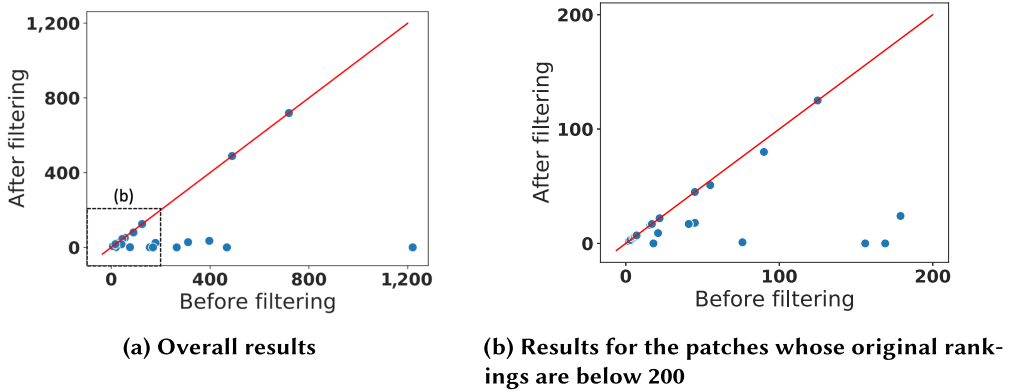 1,200
800
400
0
After filtering
(b)
0 400 800 1,200
Before filtering
(a) Overall results
200
100
0
After filtering
0 100 200
Before filtering
(b) Results for the patches whose original rank-
ings are below 200